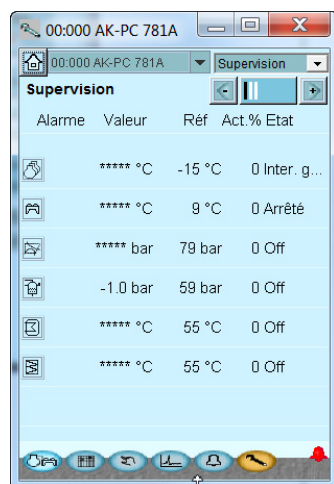 00:000 AK-PC 781A
00:000 AK-PC 781A Supervision
Supervision
Alarme Valeur Réf Act.% Etat
***** °C -15 °C 0 Inter. g...
***** °C 9 °C 0 Arrêté
***** bar 79 bar 0 Off
-1.0 bar 59 bar 0 Off
***** °C 55 °C 0 Off
***** °C 55 °C 0 Off